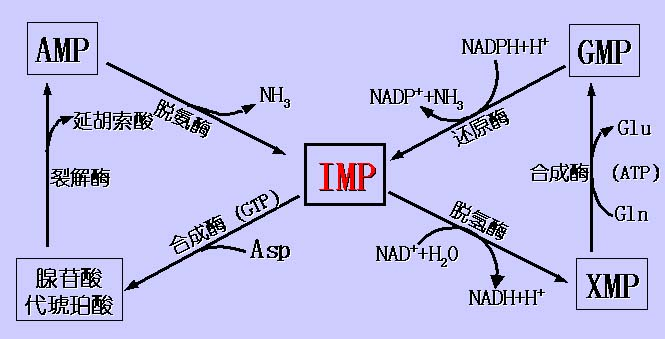 AMP
脱氨酶
NH3
延胡索酸
裂解酶
腺苷酸
代琥珀酸
合成酶 (GTP)
Asp
IMP
NADPH+H+
NADP++NH3
还原酶
GMP
Glu
合成酶 (ATP)
Gln
脱氢酶
NAD++H2O
NADH+H+
XMP